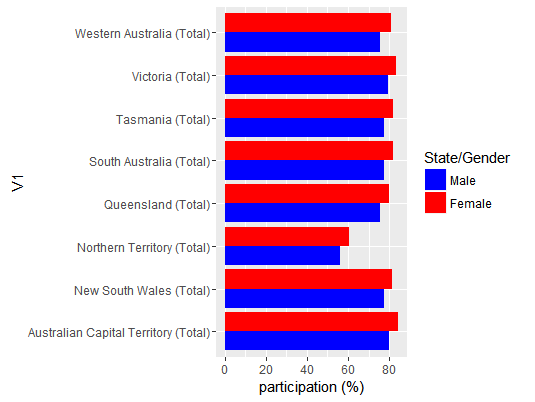 V1
Western Australia (Total)
Victoria (Total)
Tasmania (Total)
South Australia (Total)
Queensland (Total)
Northern Territory (Total)
New South Wales (Total)
Australian Capital Territory (Total)
0 20 40 60 80
participation (%)
State/Gender
Male
Female